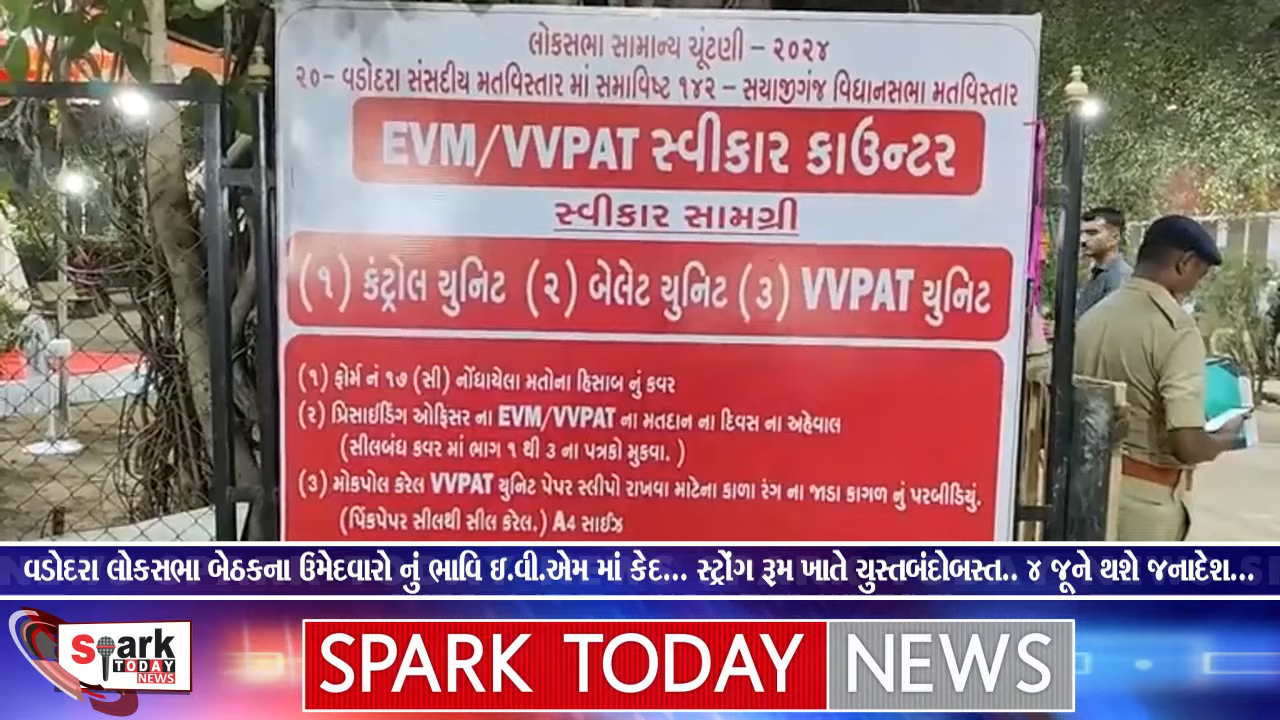 લોકસભા સામાન્ય ચૂંટણી – ૨૦૨૪
૨૦– વડોદરા સંસદીય મતવિસ્તાર માં સમાવિષ્ટ ૧૪૨ – સયાજીગંજ વિધાનસભા મતવિસ્તાર
EVM/VVPAT સ્વીકાર કાઉન્ટર
સ્વીકાર સામગ્રી
(૧) કંટ્રોલ યુનિટ (૨) બેલેટ યુનિટ (૩) VVPAT યુનિટ
(૧) ફોર્મ નં ૧૭ (સી) નોંધાયેલા મતોના હિસાબ નું કવર
(૨) પ્રિસાઈડિંગ ઓફિસર ના EVM/VVPAT ના મતદાન ના દિવસ ના અહેવાલ
(સીલબંધ કવર માં ભાગ ૧ થી ૩ ના પત્રકો મુકવા. )
(૩) મોકપોલ કરેલ VVPAT યુનિટ પેપર સ્લીપો રાખવા માટેના કાળા રંગ ના જાડા કાગળ નું પરબીડિયું.
(પિંકપેપર સીલથી સીલ કરેલ.) A4 સાઈઝ
વડોદરા લોકસભા બેઠકના ઉમેદવારો નું ભાવિ ઇ.વી.એમ માં કેદ... સ્ટ્રોંગ રૂમ ખાતે ચુસ્તબંદોબસ્ત.. ૪ જૂને થશે જનાદેશ...
Spark
TODAY
NEWS
SPARK TODAY NEWS